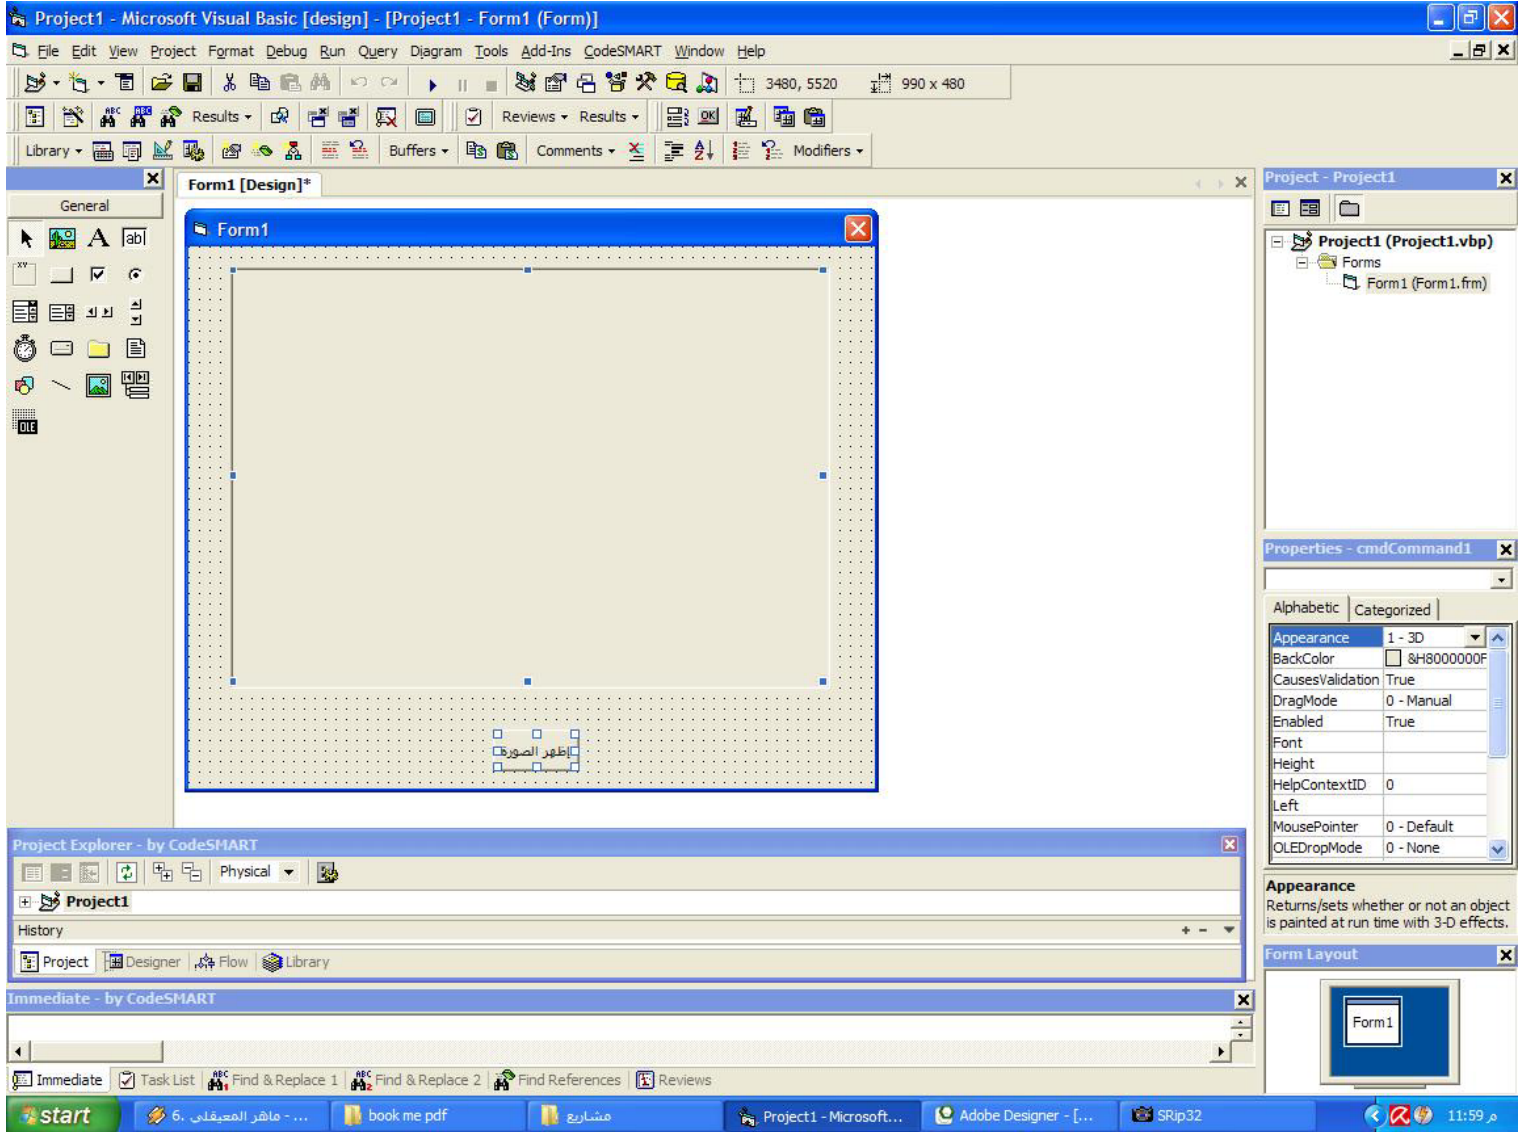 Project1 - Microsoft Visual Basic [design] - [Project1 - Form1 (Form)]
File Edit View Project Format Debug Run Query Diagram Tools Add-Ins CodeSMART Window Help
3480, 5520 990 x 480
Results Reviews Results OK
Library Buffers Comments Modifiers
General
Form1 [Design]*
Form1
إظهر الصورة
Project - Project1
Project1 (Project1.vbp)
Forms
Form1 (Form1.frm)
Properties - cmdCommand1
Alphabetic Categorized
Appearance 1 - 3D
BackColor &H8000000F
CausesValidation True
DragMode 0 - Manual
Enabled True
Font
Height
HelpContextID 0
Left
MousePointer 0 - Default
OLEDropMode 0 - None
Appearance
Returns/sets whether or not an object
is painted at run time with 3-D effects.
Form Layout
Form1
Project Explorer - by CodeSMART
Physical
Project1
History
Project Designer Flow Library
Immediate - by CodeSMART
Immediate Task List Find & Replace 1 Find & Replace 2 Find References Reviews
start 6. ماهر المعيقلي - ... book me pdf مشاريع Project1 - Microsoft... Adobe Designer - [... SRip32 11:59 م